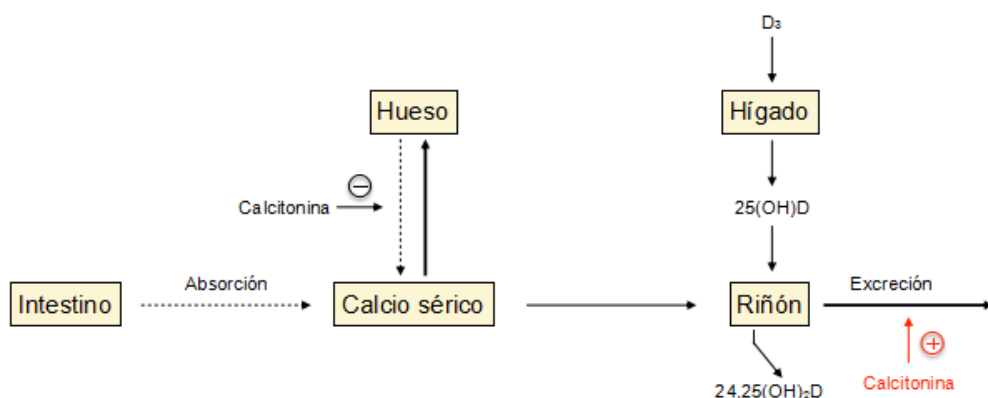 D₃
Hueso
Hígado
⊖
Calcitonina
25(OH)D
Absorción
Excreción
Intestino
Calcio sérico
Riñón
⊕
24.25(OH)₂D
Calcitonina